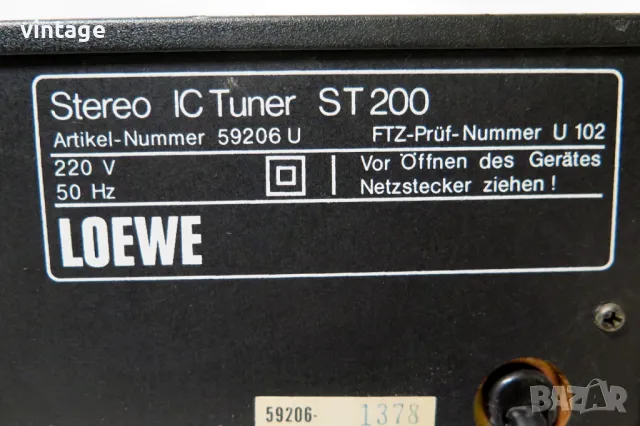 vintage
Stereo IC Tuner ST 200
Artikel-Nummer 59206 U FTZ-Prüf-Nummer U 102
220 V
50 Hz
Vor Öffnen des Gerätes
Netzstecker ziehen !
LOEWE
59206- 1378
BAZAR